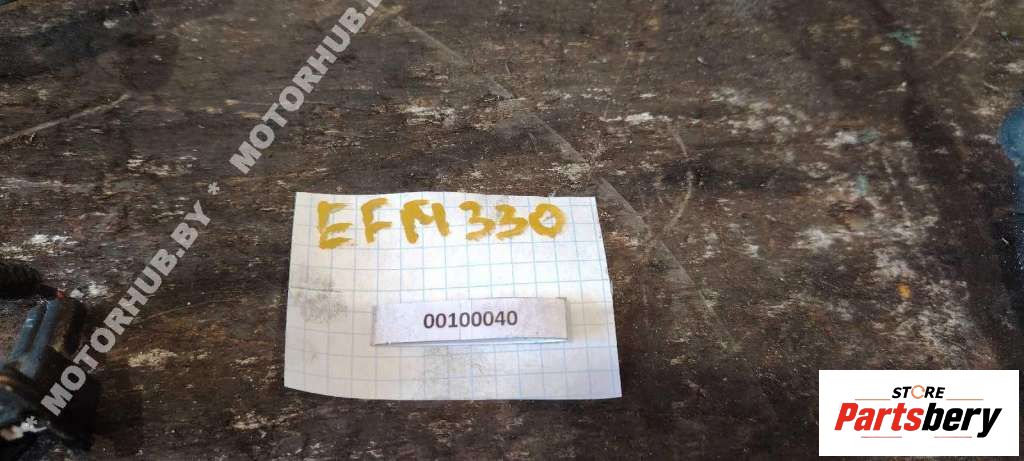 * MOTORHUB.BY * MOTORHUB.BY
EFM330
00100040
STORE
Partsbery